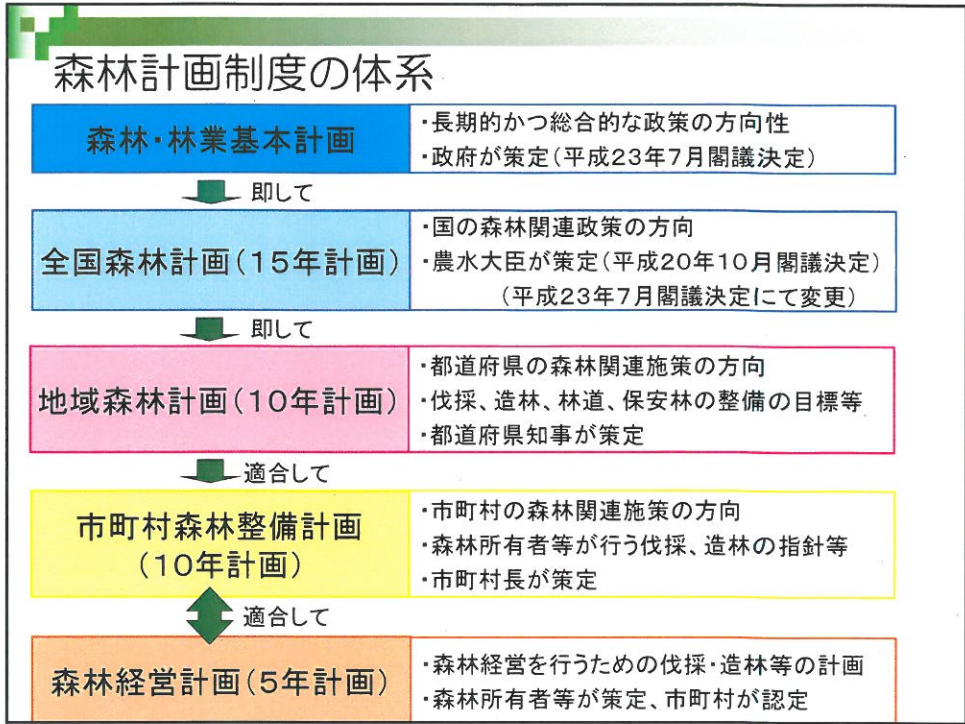 森林計画制度の体系
森林・林業基本計画
・長期的かつ総合的な政策の方向性
・政府が策定(平成23年7月閣議決定)
即して
全国森林計画(15年計画)
・国の森林関連政策の方向
・農水大臣が策定(平成20年10月閣議決定)
(平成23年7月閣議決定にて変更)
即して
地域森林計画(10年計画)
・都道府県の森林関連施策の方向
・伐採、造林、林道、保安林の整備の目標等
・都道府県知事が策定
適合して
市町村森林整備計画
(10年計画)
・市町村の森林関連施策の方向
・森林所有者等が行う伐採、造林の指針等
・市町村長が策定
適合して
森林経営計画(5年計画)
・森林経営を行うための伐採・造林等の計画
・森林所有者等が策定、市町村が認定